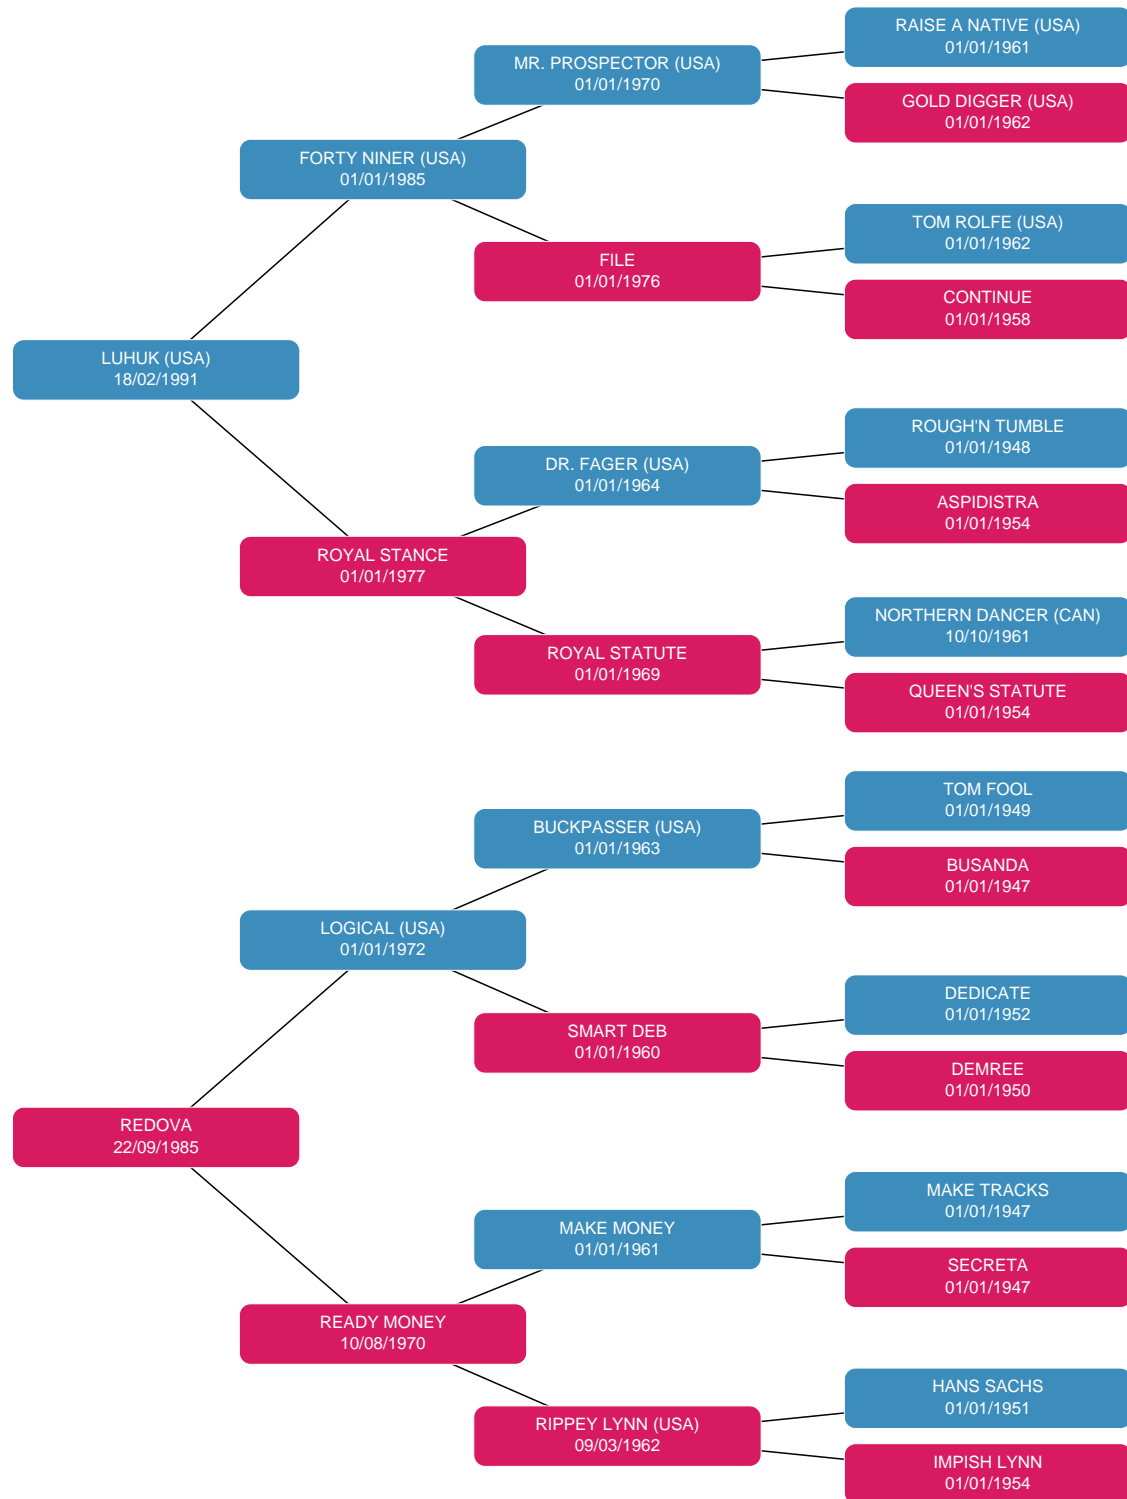 RAISE A NATIVE (USA)
01/01/1961
MR. PROSPECTOR (USA)
01/01/1970
GOLD DIGGER (USA)
01/01/1962
FORTY NINER (USA)
01/01/1985
TOM ROLFE (USA)
01/01/1962
FILE
01/01/1976
CONTINUE
01/01/1958
LUHUK (USA)
18/02/1991
ROUGH'N TUMBLE
01/01/1948
DR. FAGER (USA)
01/01/1964
ASPIDISTRA
01/01/1954
ROYAL STANCE
01/01/1977
NORTHERN DANCER (CAN)
10/10/1961
ROYAL STATUTE
01/01/1969
QUEEN'S STATUTE
01/01/1954
TOM FOOL
01/01/1949
BUCKPASSER (USA)
01/01/1963
BUSANDA
01/01/1947
LOGICAL (USA)
01/01/1972
DEDICATE
01/01/1952
SMART DEB
01/01/1960
DEMREE
01/01/1950
REDOVA
22/09/1985
MAKE TRACKS
01/01/1947
MAKE MONEY
01/01/1961
SECRETA
01/01/1947
READY MONEY
10/08/1970
HANS SACHS
01/01/1951
RIPPEY LYNN (USA)
09/03/1962
IMPISH LYNN
01/01/1954